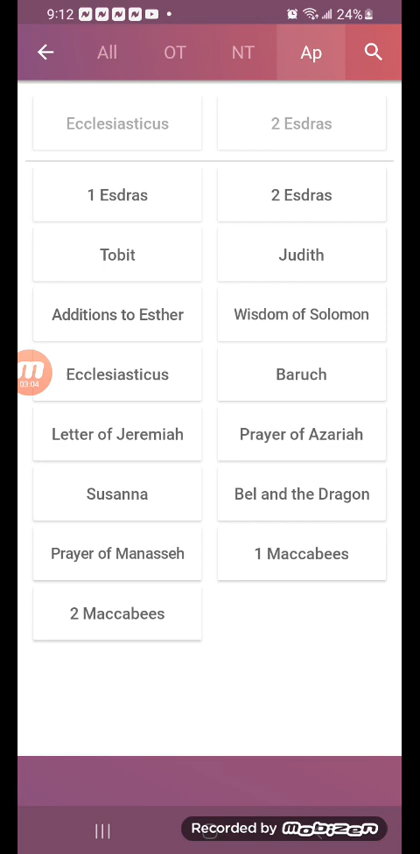 9:12 24%
All OT NT Ap
Ecclesiasticus 2 Esdras
1 Esdras 2 Esdras
Tobit Judith
Additions to Esther Wisdom of Solomon
Ecclesiasticus Baruch
03:04
Letter of Jeremiah Prayer of Azariah
Susanna Bel and the Dragon
Prayer of Manasseh 1 Maccabees
2 Maccabees
Recorded by mobizen